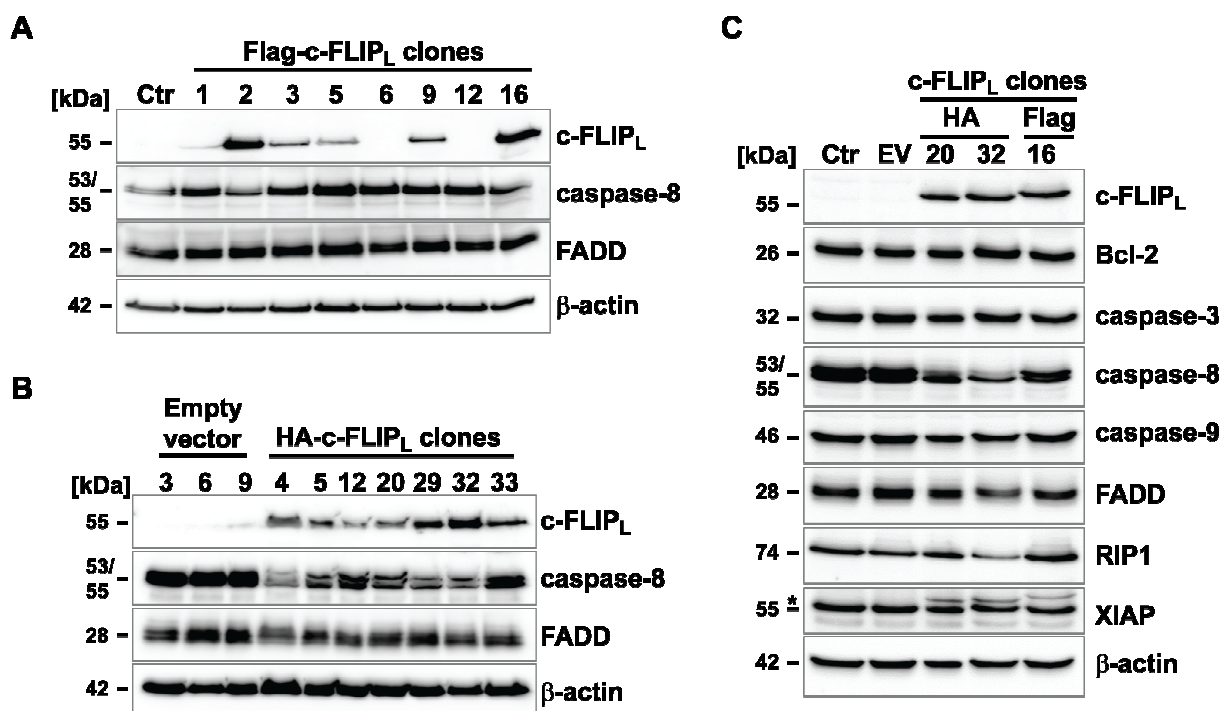 A
Flag-c-FLIPL clones
[kDa] Ctr 1 2 3 5 6 9 12 16
55 – c-FLIPL
53/
55 – caspase-8
28 – FADD
42 – β-actin
B
Empty
vector HA-c-FLIPL clones
[kDa] 3 6 9 4 5 12 20 29 32 33
55 – c-FLIPL
53/
55 – caspase-8
28 – FADD
42 – β-actin
C
c-FLIPL clones
HA Flag
[kDa] Ctr EV 20 32 16
55 – c-FLIPL
26 – Bcl-2
32 – caspase-3
53/
55 – caspase-8
46 – caspase-9
28 – FADD
74 – RIP1
*
55 – XIAP
42 – β-actin